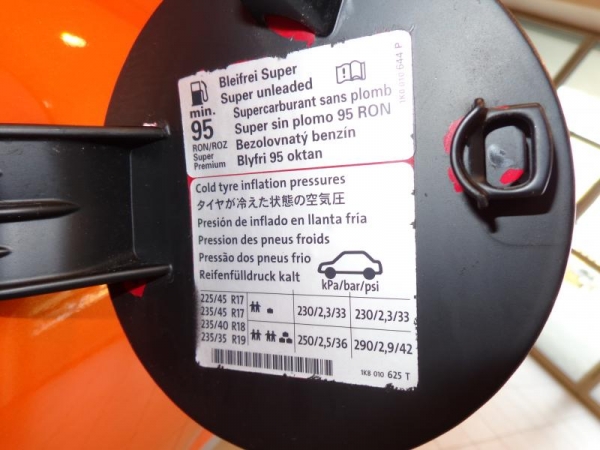 Bleifrei Super
Super unleaded
Supercarburant sans plomb
Super sin plomo 95 RON
Bezolovnatý benzín
Blyfri 95 oktan
min.
95
RON/ROZ
Super
Premium
1K0 010 644 P
Cold tyre inflation pressures
タイヤが冷えた状態の空気圧
Presión de inflado en llanta fria
Pression des pneus froids
Pressão dos pneus frio
Reifenfülldruck kalt
kPa/bar/psi
225/45 R17
235/45 R17 230/2,3/33 230/2,3/33
235/40 R18
235/35 R19 250/2,5/36 290/2,9/42
1K8 010 625 T